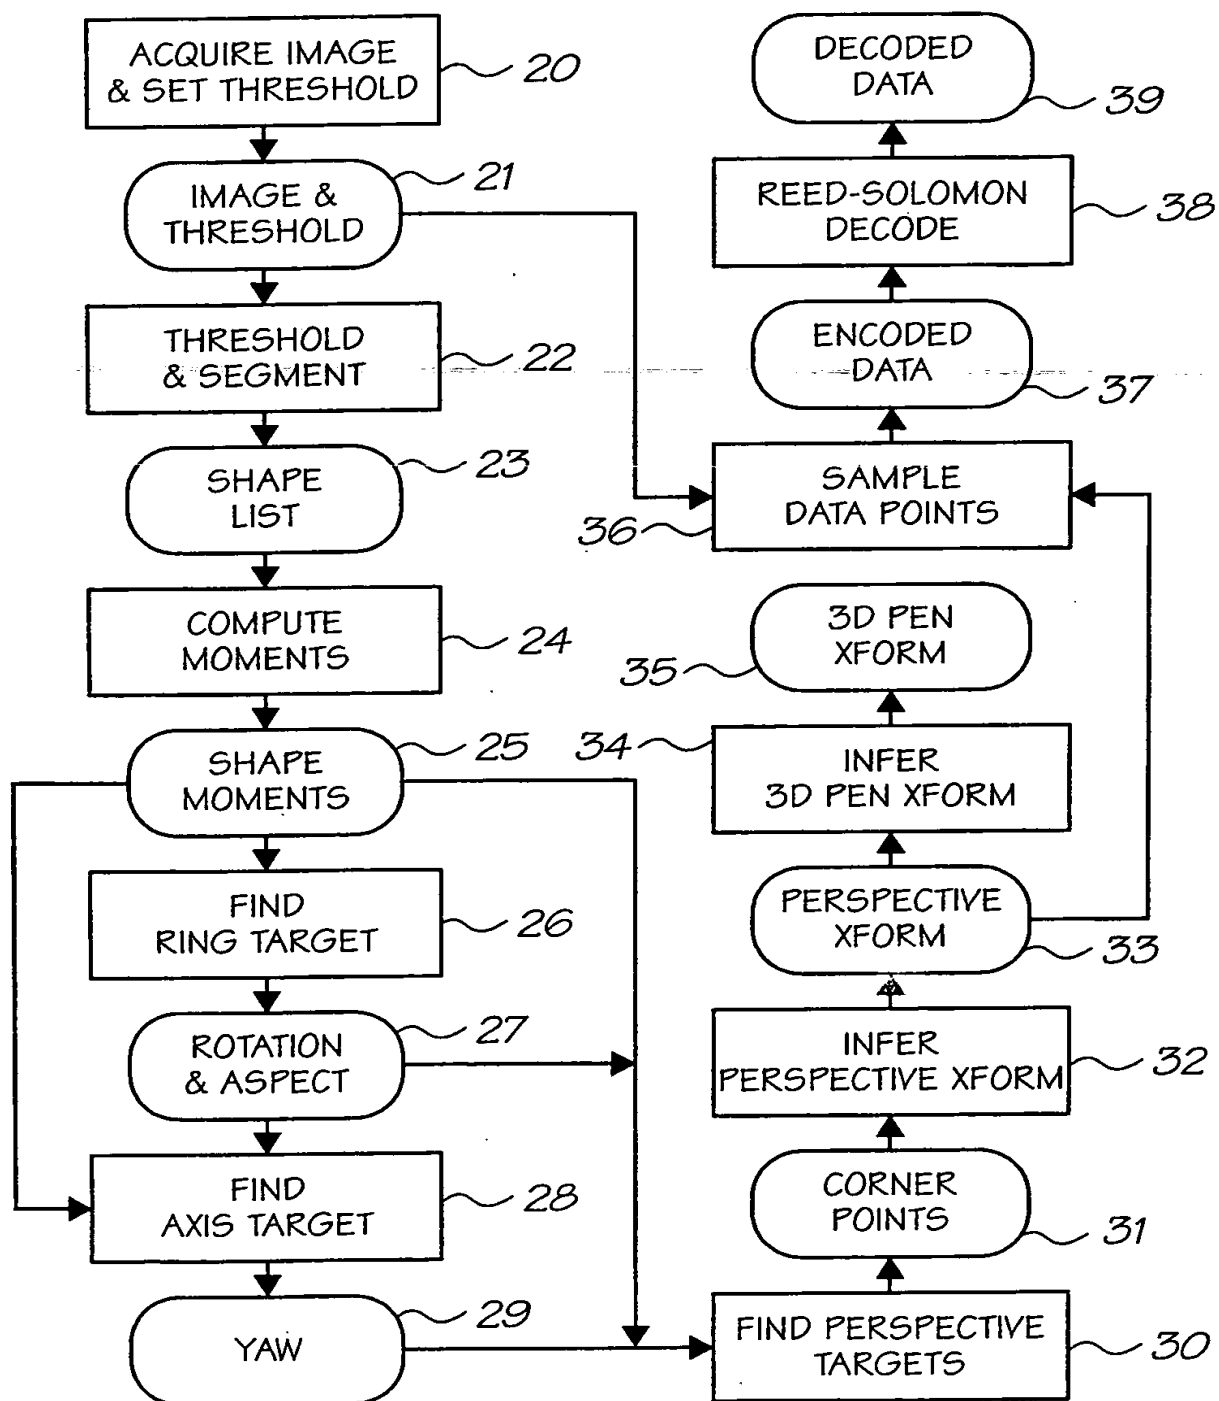 ACQUIRE IMAGE
& SET THRESHOLD
20
IMAGE &
THRESHOLD
21
THRESHOLD
& SEGMENT
22
SHAPE
LIST
23
COMPUTE
MOMENTS
24
SHAPE
MOMENTS
25
FIND
RING TARGET
26
ROTATION
& ASPECT
27
FIND
AXIS TARGET
28
YAW
29
DECODED
DATA
39
REED-SOLOMON
DECODE
38
ENCODED
DATA
37
SAMPLE
DATA POINTS
36
3D PEN
XFORM
35
INFER
3D PEN XFORM
34
PERSPECTIVE
XFORM
33
INFER
PERSPECTIVE XFORM
32
CORNER
POINTS
31
FIND PERSPECTIVE
TARGETS
30